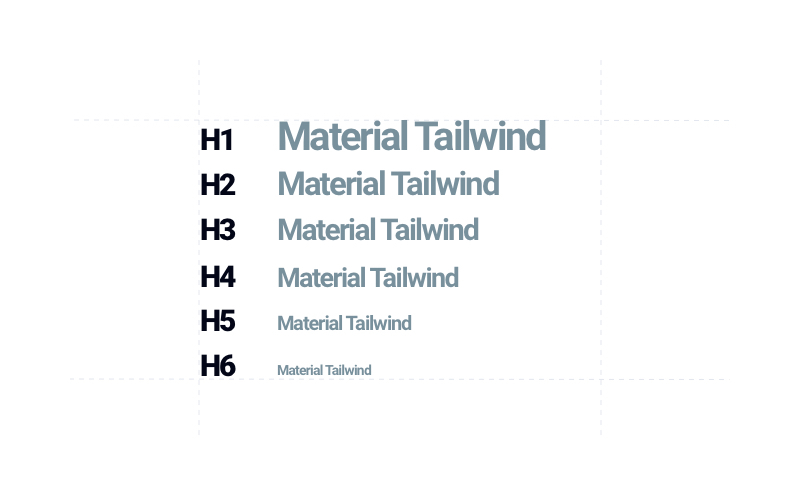 H1 Material Tailwind
H2 Material Tailwind
H3 Material Tailwind
H4 Material Tailwind
H5 Material Tailwind
H6 Material Tailwind